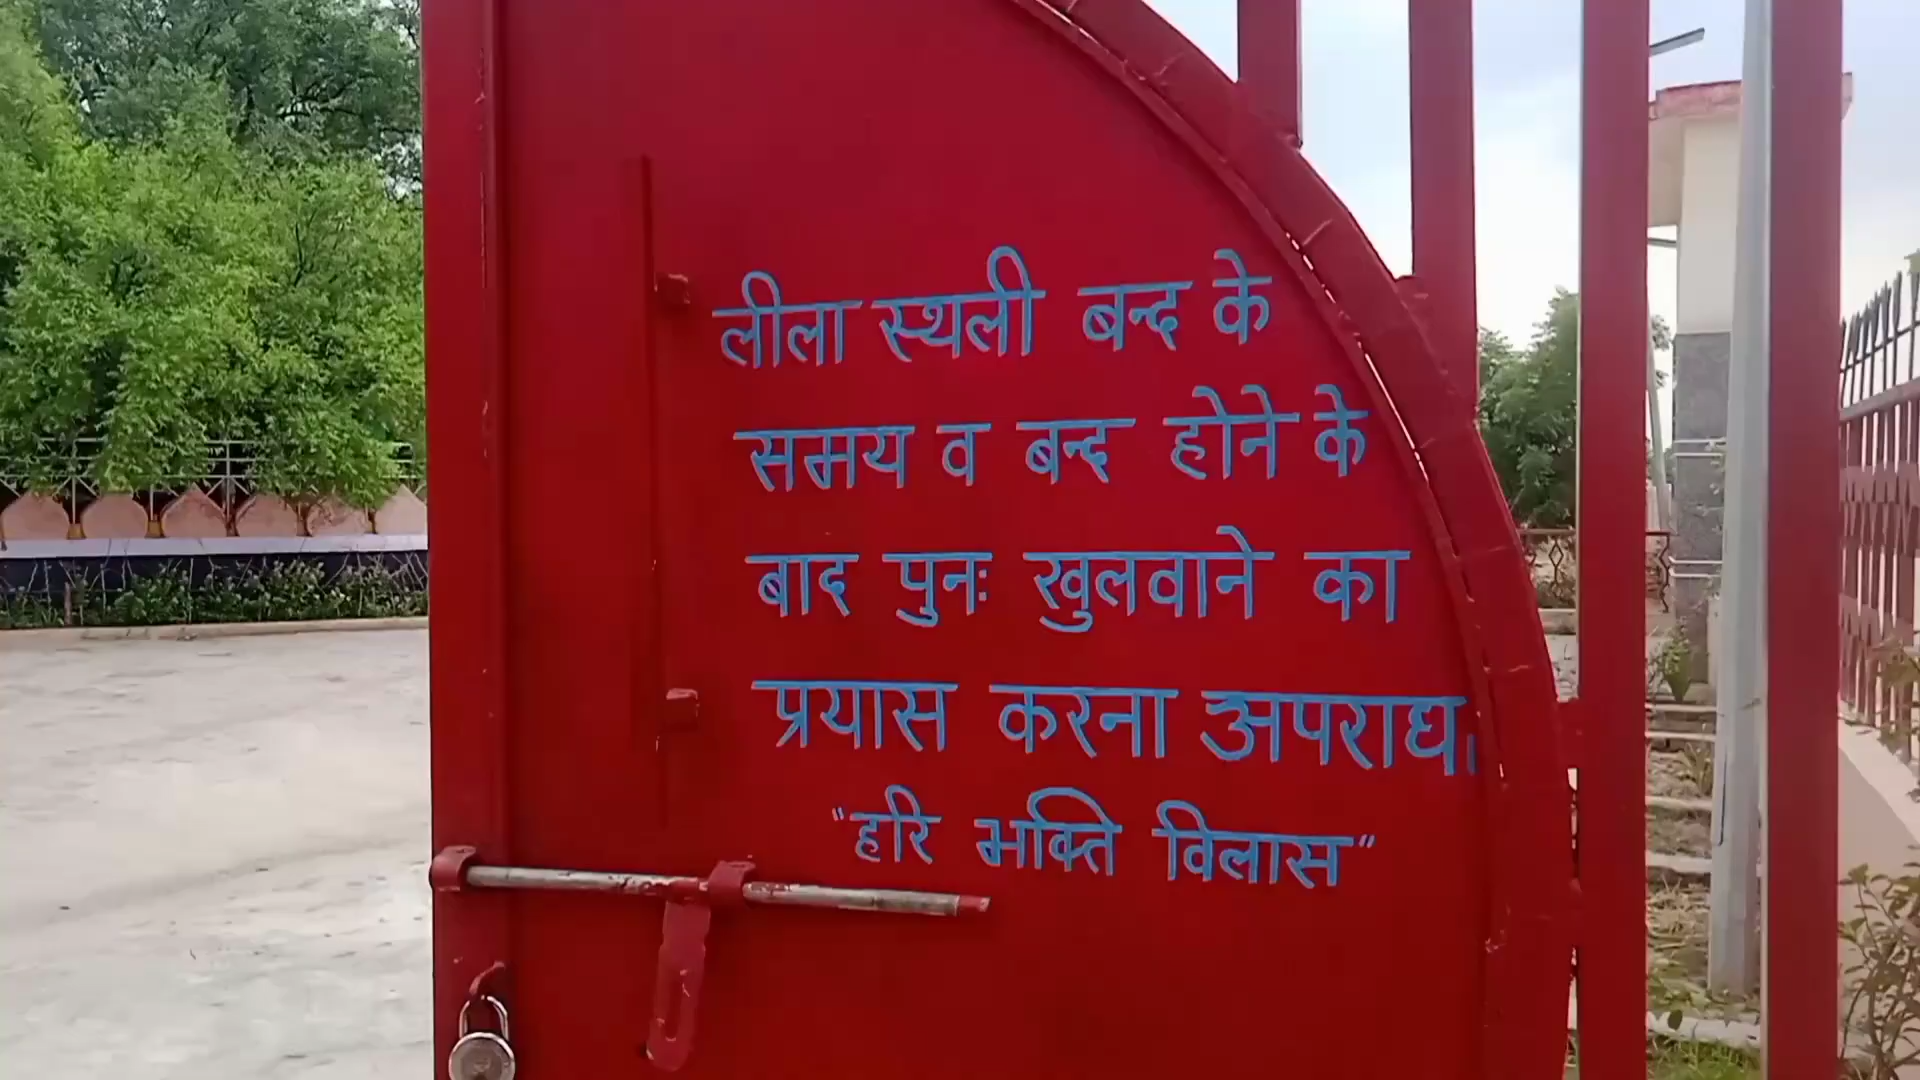 लीला स्थली बन्द के
समय व बन्द होने के
बाद पुनः खुलवाने का
प्रयास करना अपराध।
"हरि भक्ति विलास"